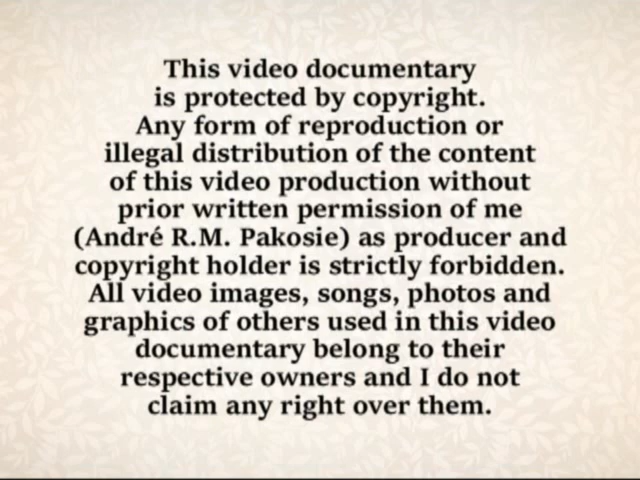 This video documentary
is protected by copyright.
Any form of reproduction or
illegal distribution of the content
of this video production without
prior written permission of me
(André R.M. Pakosie) as producer and
copyright holder is strictly forbidden.
All video images, songs, photos and
graphics of others used in this video
documentary belong to their
respective owners and I do not
claim any right over them.